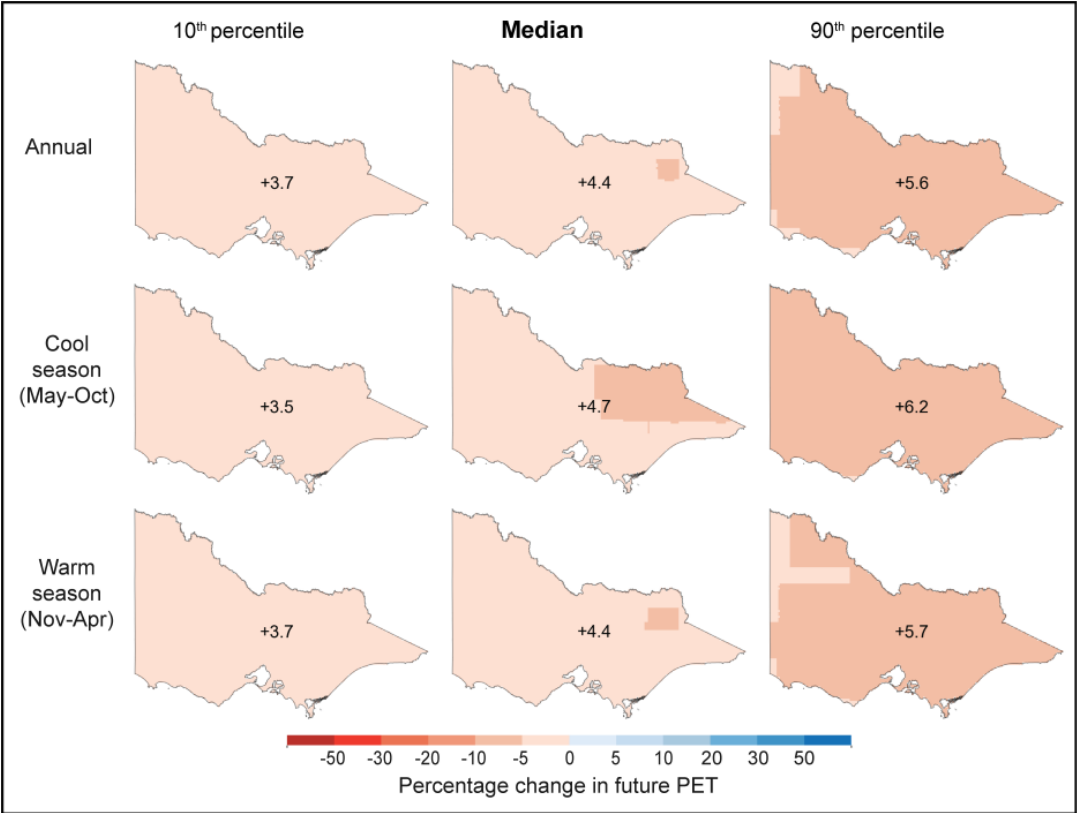 10th percentile
Median
90th percentile
Annual
+3.7
+4.4
+5.6
Cool
season
(May-Oct)
+3.5
+4.7
+6.2
Warm
season
(Nov-Apr)
+3.7
+4.4
+5.7
-50 -30 -20 -10 -5 0 5 10 20 30 50
Percentage change in future PET